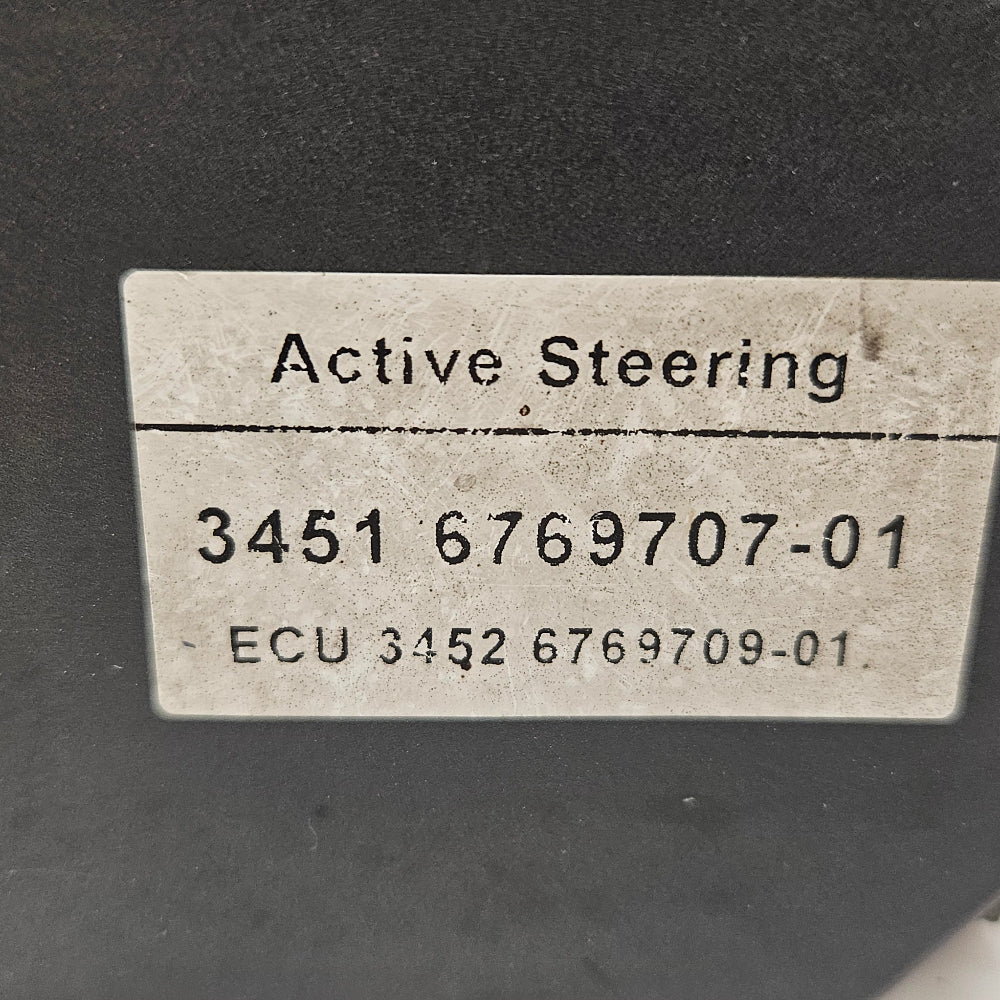 Active Steering
3451 6769707-01
ECU 3452 6769709-01